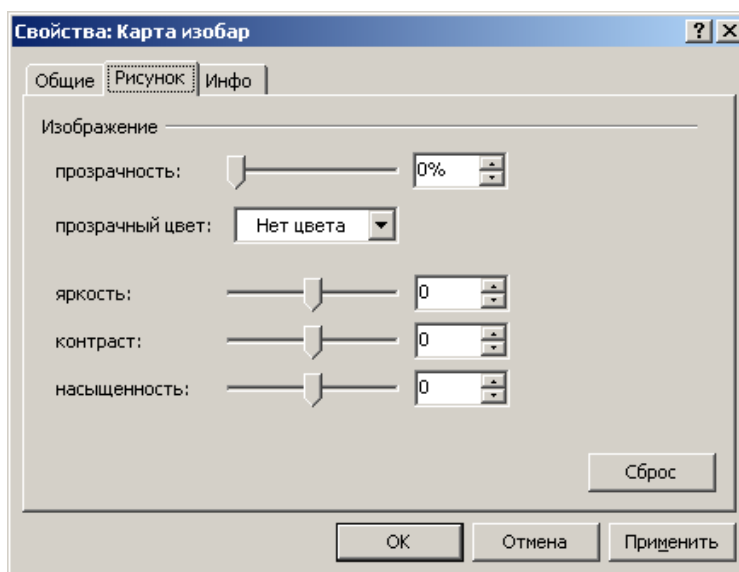 Свойства: Карта изобар
Общие Рисунок Инфо
Изображение
прозрачность: 0%
прозрачный цвет: Нет цвета
яркость: 0
контраст: 0
насыщенность: 0
Сброс
OK Отмена Применить